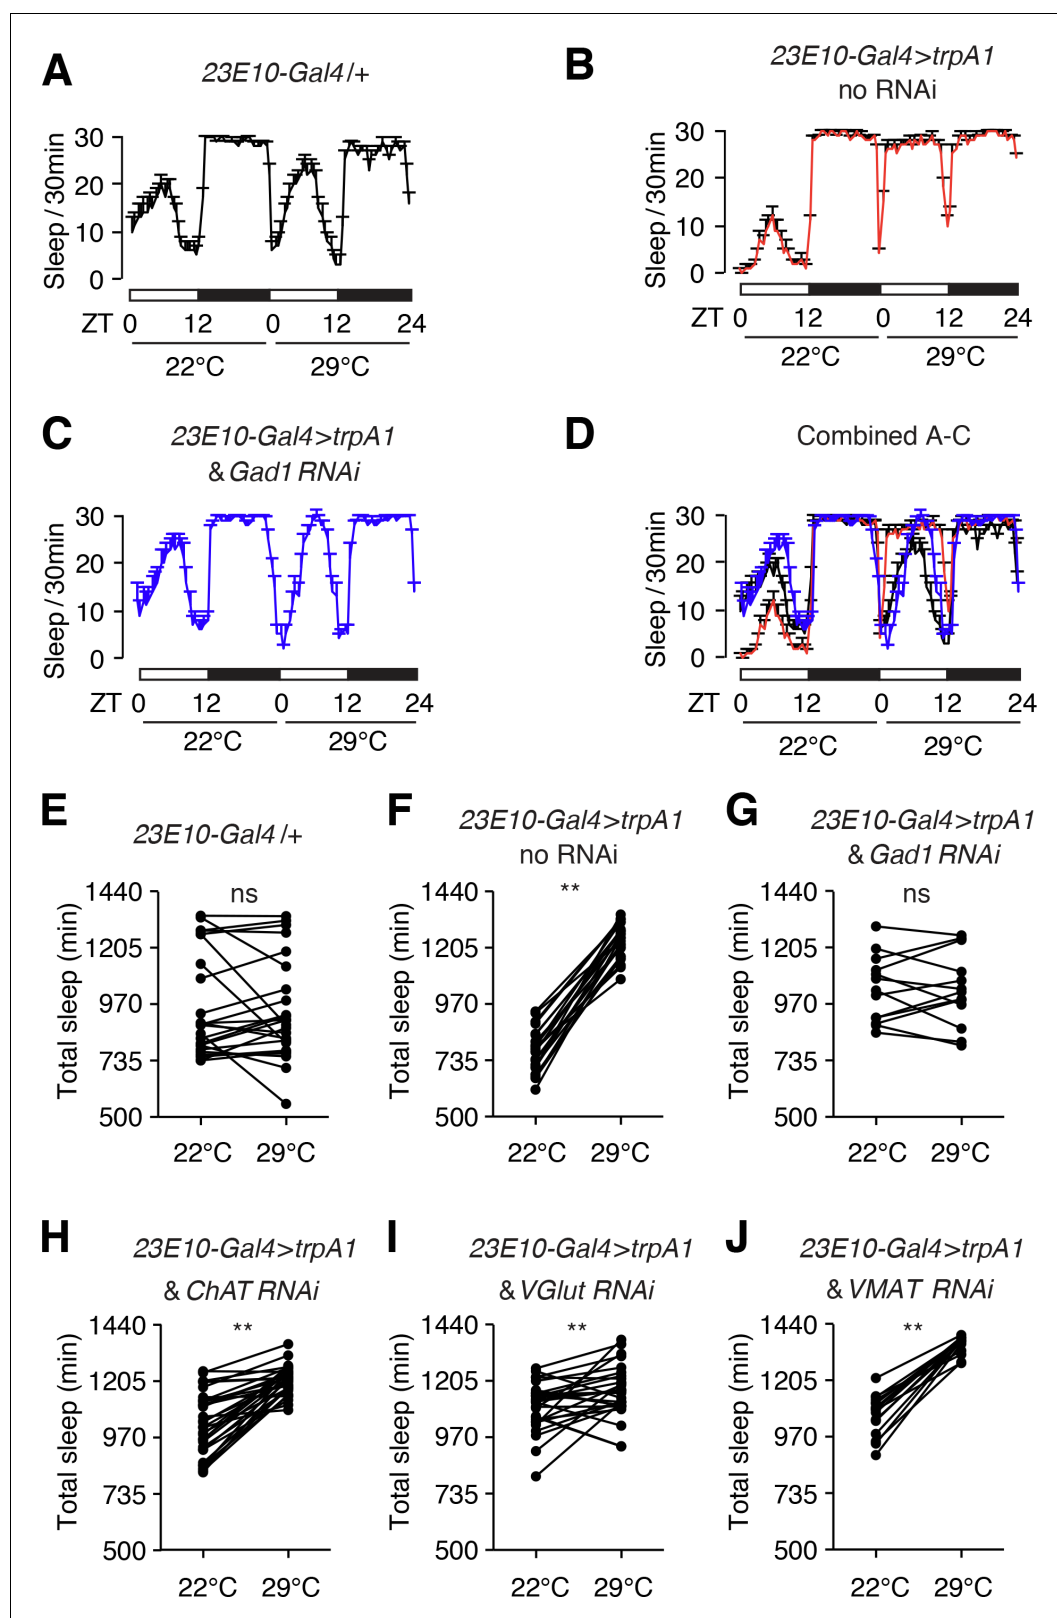 A
23E10-Gal4/+
Sleep / 30min
30
20
10
0
ZT 0 12 0 12 24
22°C 29°C
B
23E10-Gal4>trpA1
no RNAi
Sleep / 30min
30
20
10
0
ZT 0 12 0 12 24
22°C 29°C
C
23E10-Gal4>trpA1
& Gad1 RNAi
Sleep / 30min
30
20
10
0
ZT 0 12 0 12 24
22°C 29°C
D
Combined A-C
Sleep / 30min
30
20
10
0
ZT 0 12 0 12 24
22°C 29°C
E
23E10-Gal4 /+
ns
Total sleep (min)
1440
1205
970
735
500
22°C 29°C
F
23E10-Gal4>trpA1
no RNAi
**
Total sleep (min)
1440
1205
970
735
500
22°C 29°C
G
23E10-Gal4>trpA1
& Gad1 RNAi
ns
Total sleep (min)
1440
1205
970
735
500
22°C 29°C
H
23E10-Gal4>trpA1
& ChAT RNAi
**
Total sleep (min)
1440
1205
970
735
500
22°C 29°C
I
23E10-Gal4>trpA1
& VGlut RNAi
**
Total sleep (min)
1440
1205
970
735
500
22°C 29°C
J
23E10-Gal4>trpA1
& VMAT RNAi
**
Total sleep (min)
1440
1205
970
735
500
22°C 29°C